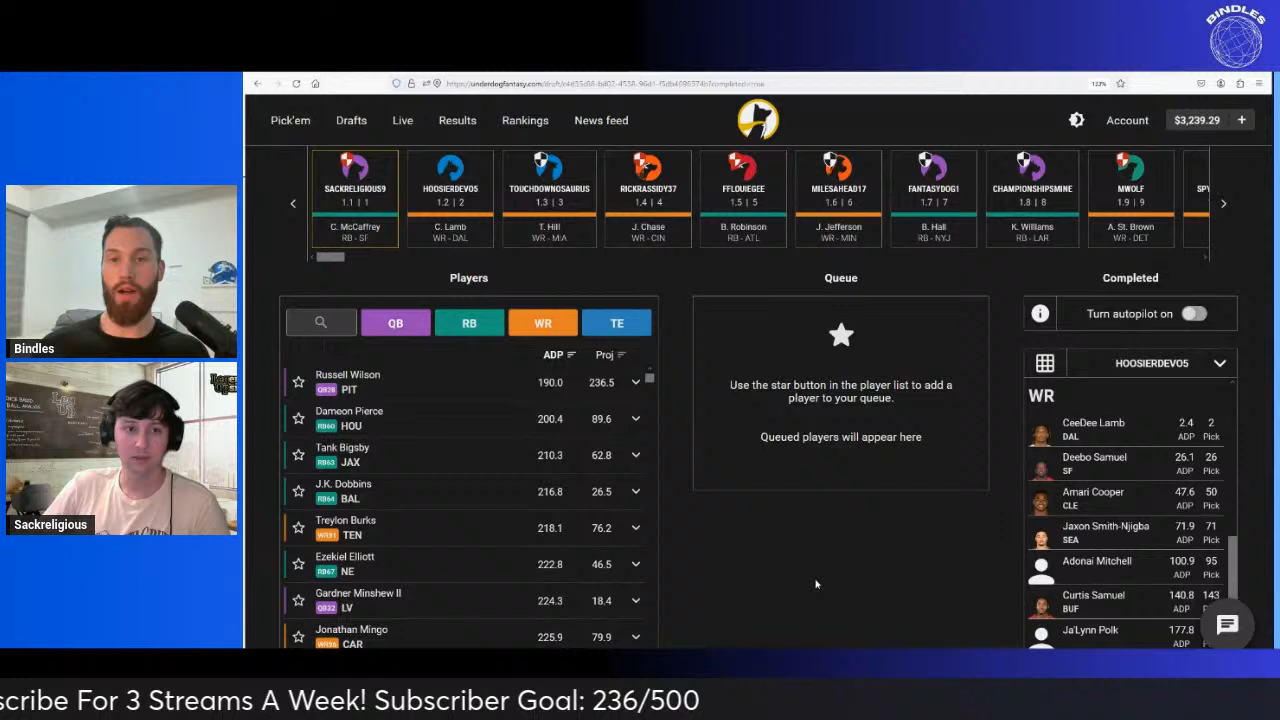 BINDLES
123%
Pick'em Drafts Live Results Rankings News feed
Account $3,239.29 +
SACKRELIGIOUS9
1.1 | 1
C. McCaffrey
RB - SF
HOOSIERDEVO5
1.2 | 2
C. Lamb
WR - DAL
TOUCHDOWNOSAURUS
1.3 | 3
T. Hill
WR - MIA
RICKRASSIDY37
1.4 | 4
J. Chase
WR - CIN
FFLOUIEGEE
1.5 | 5
B. Robinson
RB - ATL
MILESAHEAD17
1.6 | 6
J. Jefferson
WR - MIN
FANTASYDOG1
1.7 | 7
B. Hall
RB - NYJ
CHAMPIONSHIPSMINE
1.8 | 8
K. Williams
RB - LAR
MWOLF
1.9 | 9
A. St. Brown
WR - DET
Players
QB RB WR TE
ADP Proj
Russell Wilson
QB28 PIT 190.0 236.5
Dameon Pierce
RB60 HOU 200.4 89.6
Tank Bigsby
RB63 JAX 210.3 62.8
J.K. Dobbins
RB64 BAL 216.8 26.5
Treylon Burks
WR91 TEN 218.1 76.2
Ezekiel Elliott
RB67 NE 222.8 46.5
Gardner Minshew II
QB32 LV 224.3 18.4
Jonathan Mingo
CAR 225.9 79.9
Queue
Use the star button in the player list to add a
player to your queue.
Queued players will appear here
Completed
Turn autopilot on
HOOSIERDEVO5
WR
CeeDee Lamb 2.4 2
DAL ADP Pick
Deebo Samuel 26.1 26
SF ADP Pick
Amari Cooper 47.6 50
CLE ADP Pick
Jaxon Smith-Njigba 71.9 71
SEA ADP Pick
Adonai Mitchell 100.9 95
ADP Pick
Curtis Samuel 140.8 143
BUF ADP
Ja'Lynn Polk 177.8
ADP
Bindles
Sackreligious
scribe For 3 Streams A Week! Subscriber Goal: 236/500